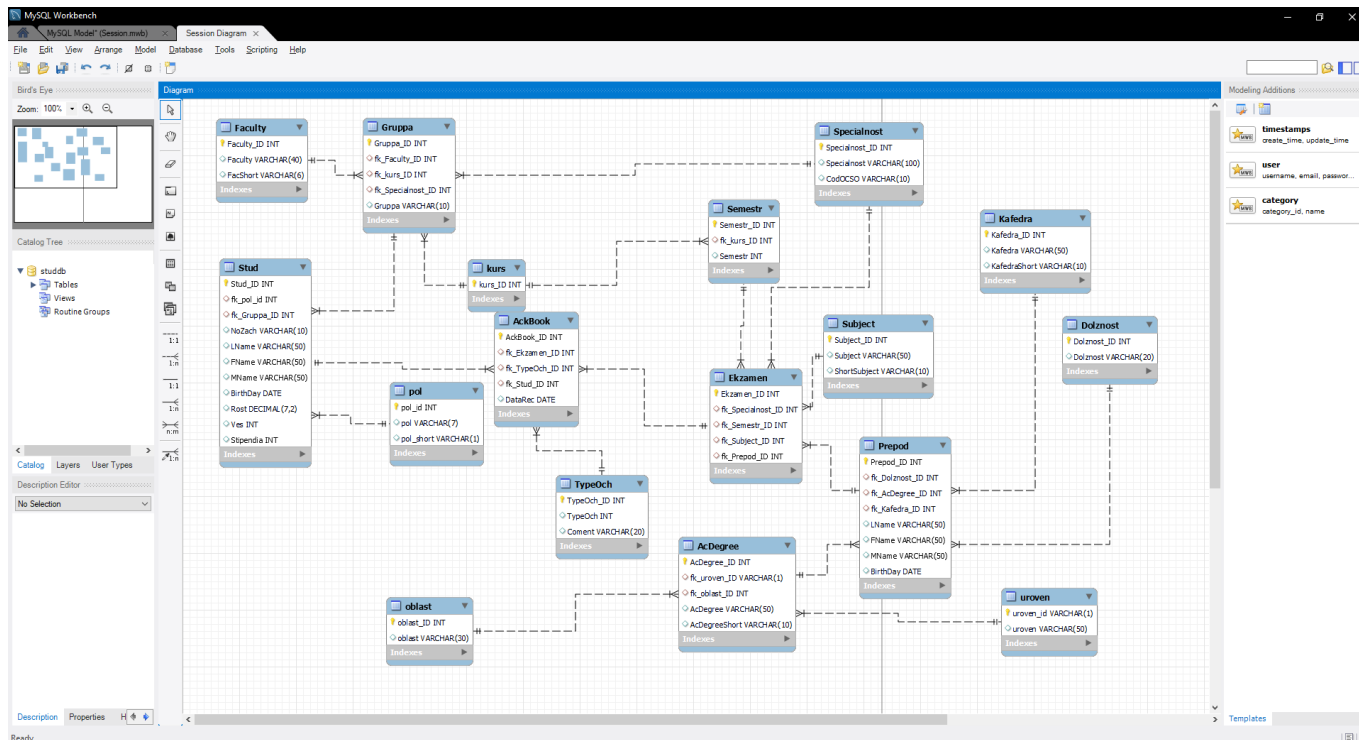 MySQL Workbench
MySQL Model* (Session.mwb)
Session Diagram
File Edit View Arrange Model Database Tools Scripting Help
Bird's Eye
Zoom: 100%
Catalog Tree
studdb
Tables
Views
Routine Groups
Catalog Layers User Types
Description Editor
No Selection
Description Properties H
Ready
1:1
1:n
1:1
1:n
n:m
1:n
Diagram
Faculty
Faculty_ID INT
Faculty VARCHAR(40)
FacShort VARCHAR(6)
Indexes
Gruppa
Gruppa_ID INT
fk_Faculty_ID INT
fk_kurs_ID INT
fk_Specialnost_ID INT
Gruppa VARCHAR(10)
Indexes
Specialnost
Specialnost_ID INT
Specialnost VARCHAR(100)
CodOCSO VARCHAR(10)
Indexes
Semestr
Semestr_ID INT
fk_kurs_ID INT
Semestr INT
Indexes
Kafedra
Kafedra_ID INT
Kafedra VARCHAR(50)
KafedraShort VARCHAR(10)
Indexes
Stud
Stud_ID INT
fk_pol_id INT
fk_Gruppa_ID INT
NoZach VARCHAR(10)
LName VARCHAR(50)
FName VARCHAR(50)
MName VARCHAR(50)
BirthDay DATE
Rost DECIMAL(7,2)
Ves INT
Stipendia INT
Indexes
kurs
kurs_ID INT
Indexes
AckBook
AckBook_ID INT
fk_Ekzamen_ID INT
fk_TypeOch_ID INT
fk_Stud_ID INT
DataRec DATE
Indexes
Subject
Subject_ID INT
Subject VARCHAR(50)
ShortSubject VARCHAR(10)
Indexes
Dolznost
Dolznost_ID INT
Dolznost VARCHAR(20)
Indexes
pol
pol_id INT
pol VARCHAR(7)
pol_short VARCHAR(1)
Indexes
Ekzamen
Ekzamen_ID INT
fk_Specialnost_ID INT
fk_Semestr_ID INT
fk_Subject_ID INT
fk_Prepod_ID INT
Indexes
Prepod
Prepod_ID INT
fk_Dolznost_ID INT
fk_AcDegree_ID INT
fk_Kafedra_ID INT
LName VARCHAR(50)
FName VARCHAR(50)
MName VARCHAR(50)
BirthDay DATE
Indexes
TypeOch
TypeOch_ID INT
TypeOch INT
Coment VARCHAR(20)
Indexes
AcDegree
AcDegree_ID INT
fk_uroven_ID VARCHAR(1)
fk_oblast_ID INT
AcDegree VARCHAR(50)
AcDegreeShort VARCHAR(10)
Indexes
oblast
oblast_ID INT
oblast VARCHAR(30)
Indexes
uroven
uroven_id VARCHAR(1)
uroven VARCHAR(50)
Indexes
Modeling Additions
timestamps
create_time, update_time
user
username, email, passwor...
category
category_id, name
Templates